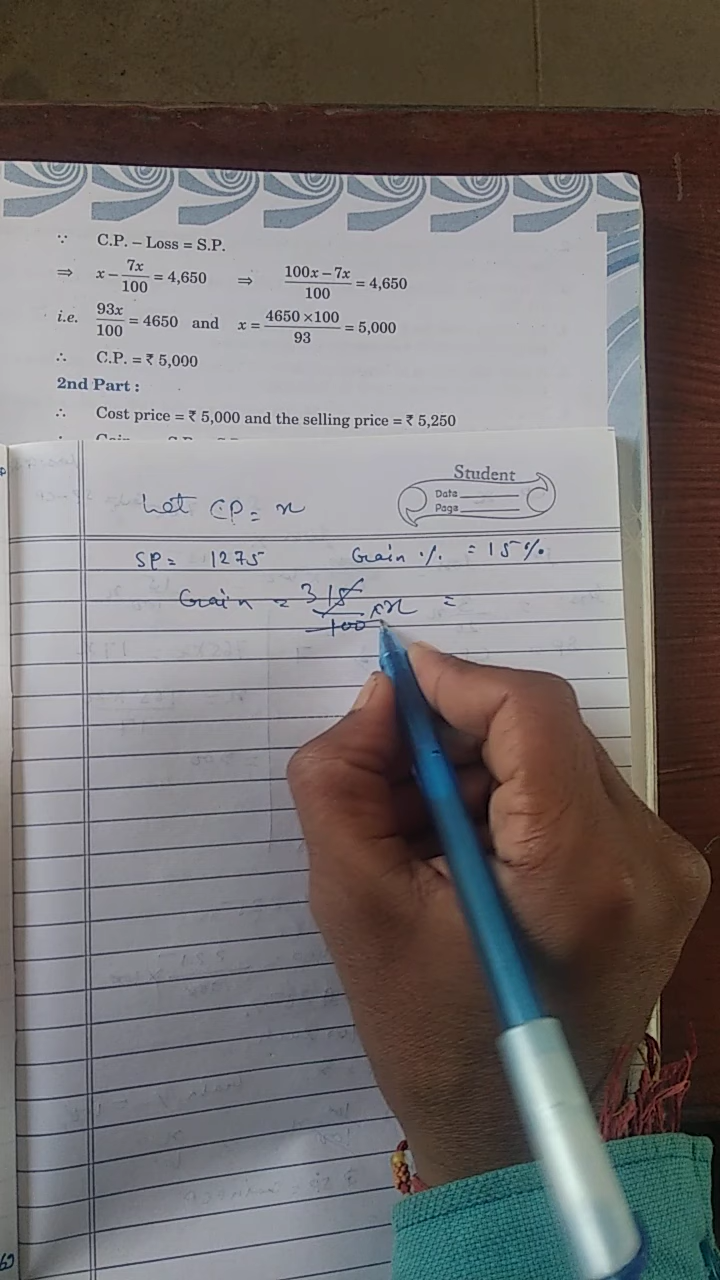 ∵ C.P. – Loss = S.P.
⇒ x – 7x/100 = 4,650 ⇒ 100x – 7x/100 = 4,650
i.e. 93x/100 = 4650 and x = 4650 × 100/93 = 5,000
∴ C.P. = ₹ 5,000
2nd Part :
∴ Cost price = ₹ 5,000 and the selling price = ₹ 5,250
Student
Date
Page
Let CP = x
SP = 1275 Gain % = 15%
Gain = 3 15/100 × x =